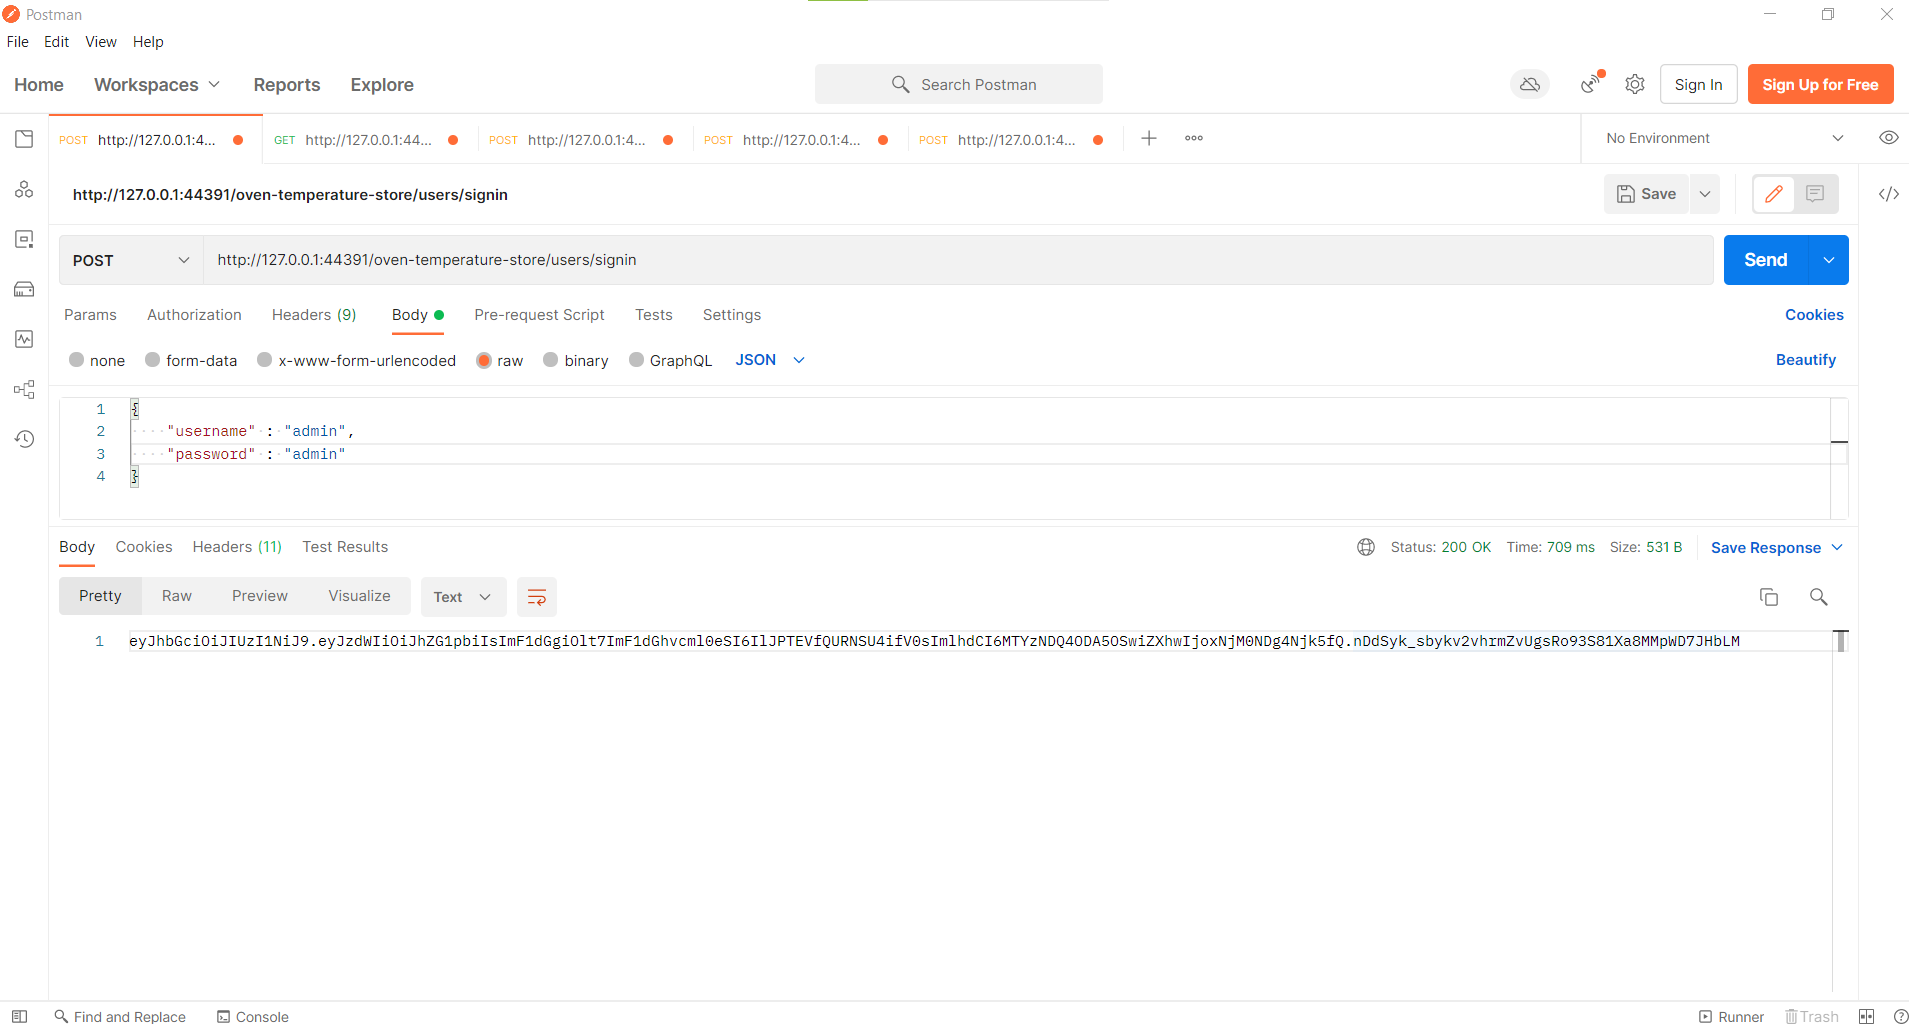 Postman
File Edit View Help
Home Workspaces Reports Explore Search Postman Sign In Sign Up for Free
POST http://127.0.0.1:4... GET http://127.0.0.1:44... POST http://127.0.0.1:4... POST http://127.0.0.1:4... POST http://127.0.0.1:4... No Environment
http://127.0.0.1:44391/oven-temperature-store/users/signin Save
POST http://127.0.0.1:44391/oven-temperature-store/users/signin Send
Params Authorization Headers (9) Body Pre-request Script Tests Settings Cookies
none form-data x-www-form-urlencoded raw binary GraphQL JSON Beautify
1 {
2 "username" : "admin",
3 "password" : "admin"
4 }
Body Cookies Headers (11) Test Results Status: 200 OK Time: 709 ms Size: 531 B Save Response
Pretty Raw Preview Visualize Text
1 eyJhbGciOiJIUzI1NiJ9.eyJzdWIiOiJhZG1pbiIsImF1dGgiOlt7ImF1dGhvcml0eSI6IlJPTEVfQURNSU4ifV0sImlhdCI6MTYzNDQ4ODA5OSwiZXhwIjoxNjM0NDg4Njk5fQ.nDdSyk_sbykv2vhrmZvUgsRo93S81Xa8MMpWD7JHbLM
Find and Replace Console Runner Trash